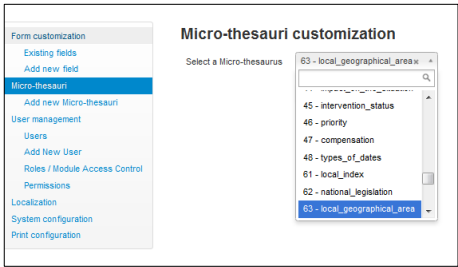 Form customization
Existing fields
Add new field
Micro-thesauri
Add new Micro-thesauri
User management
Users
Add New User
Roles / Module Access Control
Permissions
Localization
System configuration
Print configuration
Micro-thesauri customization
Select a Micro-thesaurus
63 - local_geographical_area
45 - intervention_status
46 - priority
47 - compensation
48 - types_of_dates
61 - local_index
62 - national_legislation
63 - local_geographical_area